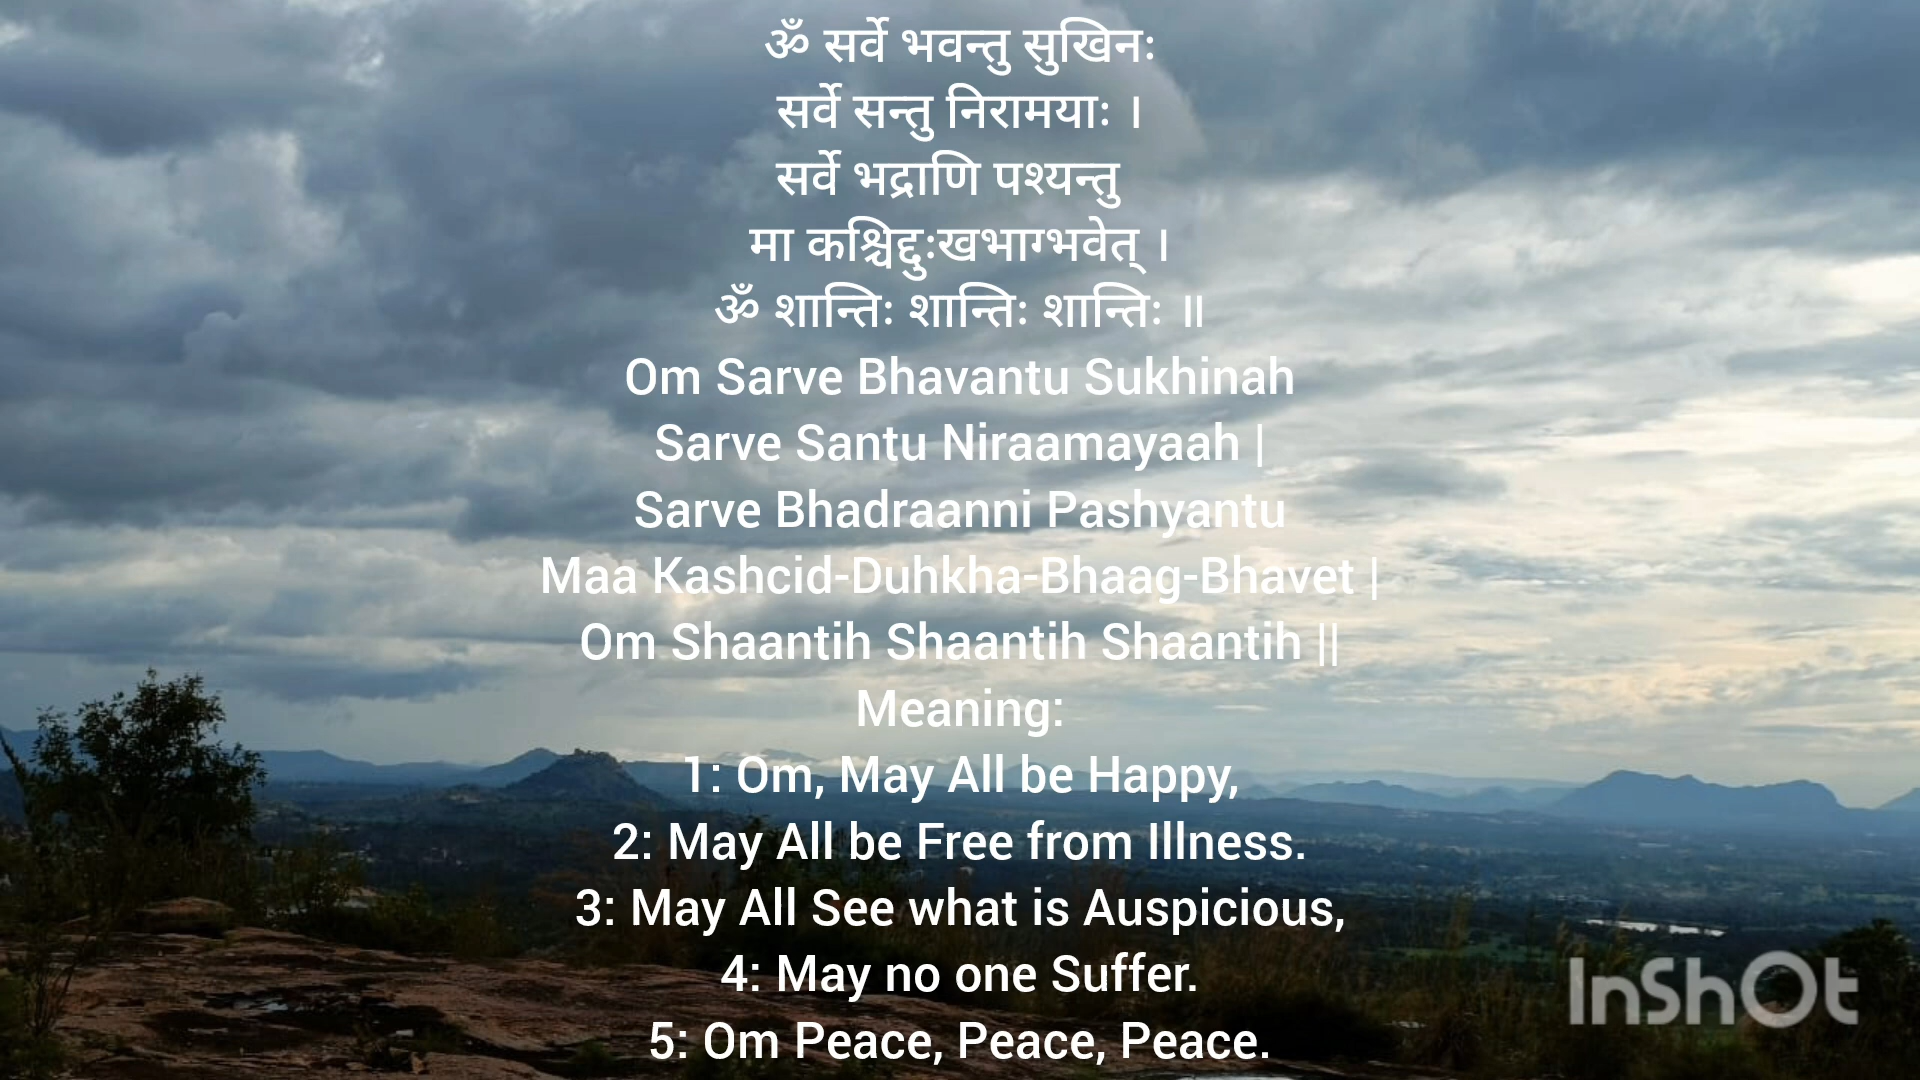 ॐ सर्वे भवन्तु सुखिनः
सर्वे सन्तु निरामयाः ।
सर्वे भद्राणि पश्यन्तु
मा कश्चिद्दुःखभाग्भवेत् ।
ॐ शान्तिः शान्तिः शान्तिः ॥
Om Sarve Bhavantu Sukhinah
Sarve Santu Niraamayaah |
Sarve Bhadraanni Pashyantu
Maa Kashcid-Duhkha-Bhaag-Bhavet |
Om Shaantih Shaantih Shaantih ||
Meaning:
1: Om, May All be Happy,
2: May All be Free from Illness.
3: May All See what is Auspicious,
4: May no one Suffer.
5: Om Peace, Peace, Peace.
InShOt